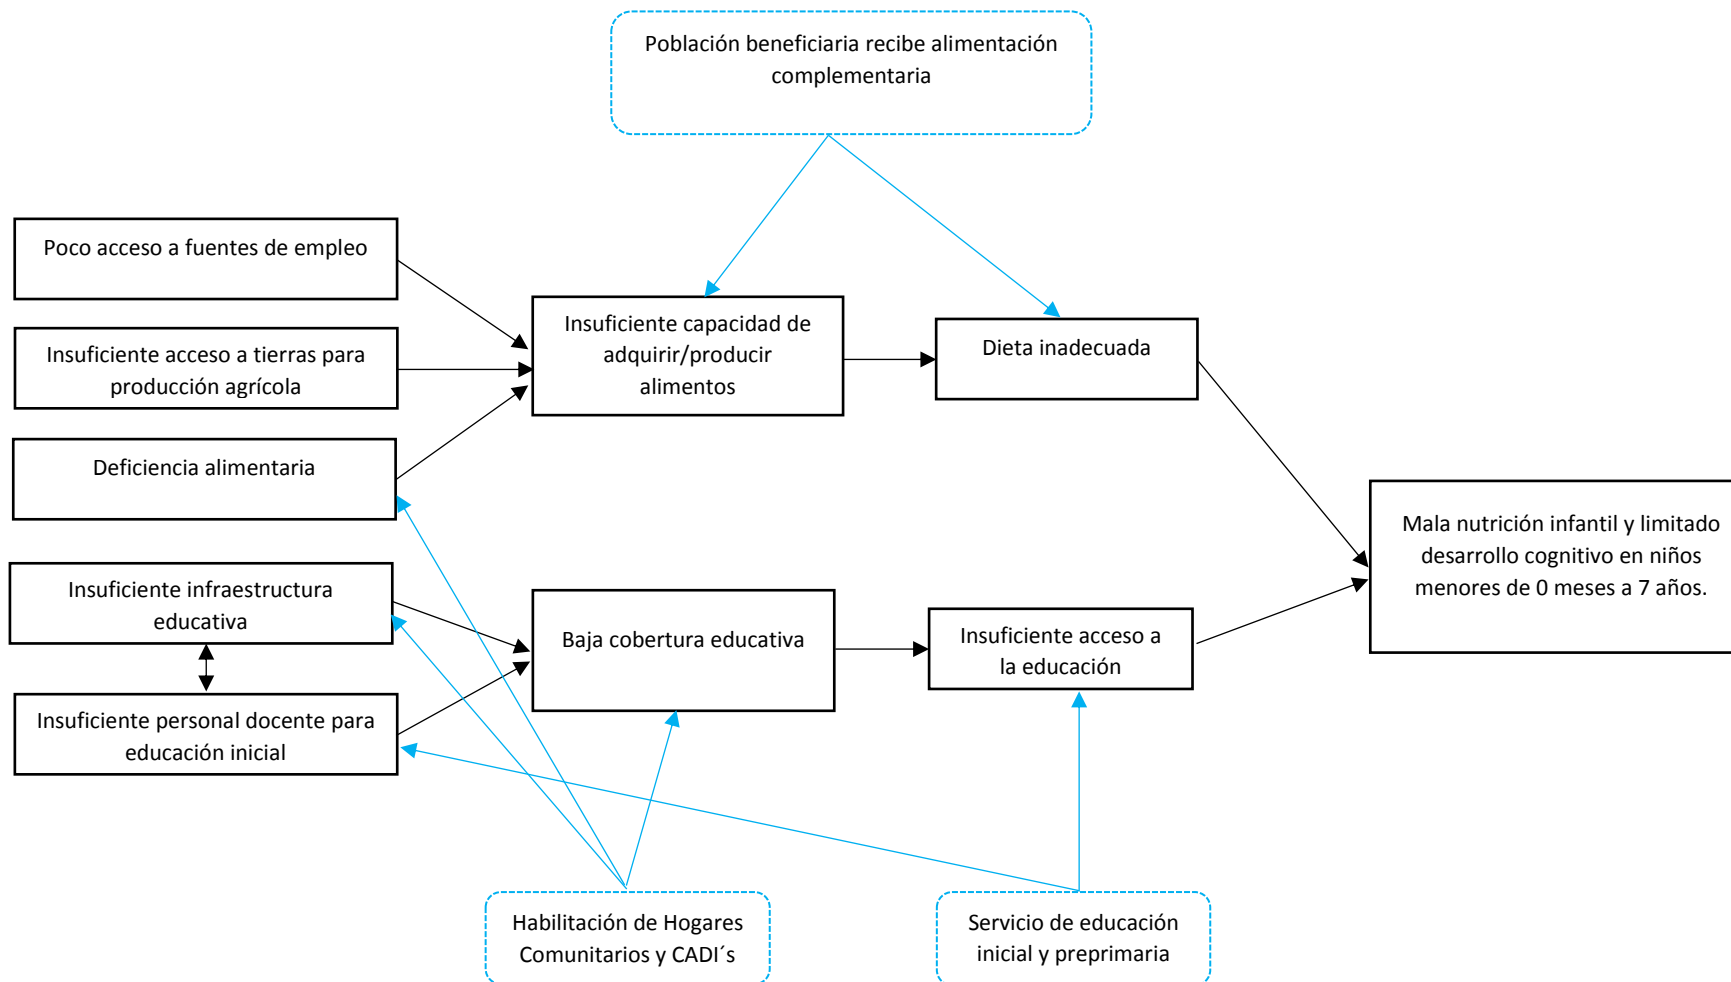 Población beneficiaria recibe alimentación
complementaria
Poco acceso a fuentes de empleo
Insuficiente acceso a tierras para
producción agrícola
Deficiencia alimentaria
Insuficiente capacidad de
adquirir/producir
alimentos
Dieta inadecuada
Mala nutrición infantil y limitado
desarrollo cognitivo en niños
menores de 0 meses a 7 años.
Insuficiente infraestructura
educativa
Insuficiente personal docente para
educación inicial
Baja cobertura educativa
Insuficiente acceso a
la educación
Habilitación de Hogares
Comunitarios y CADI´s
Servicio de educación
inicial y preprimaria